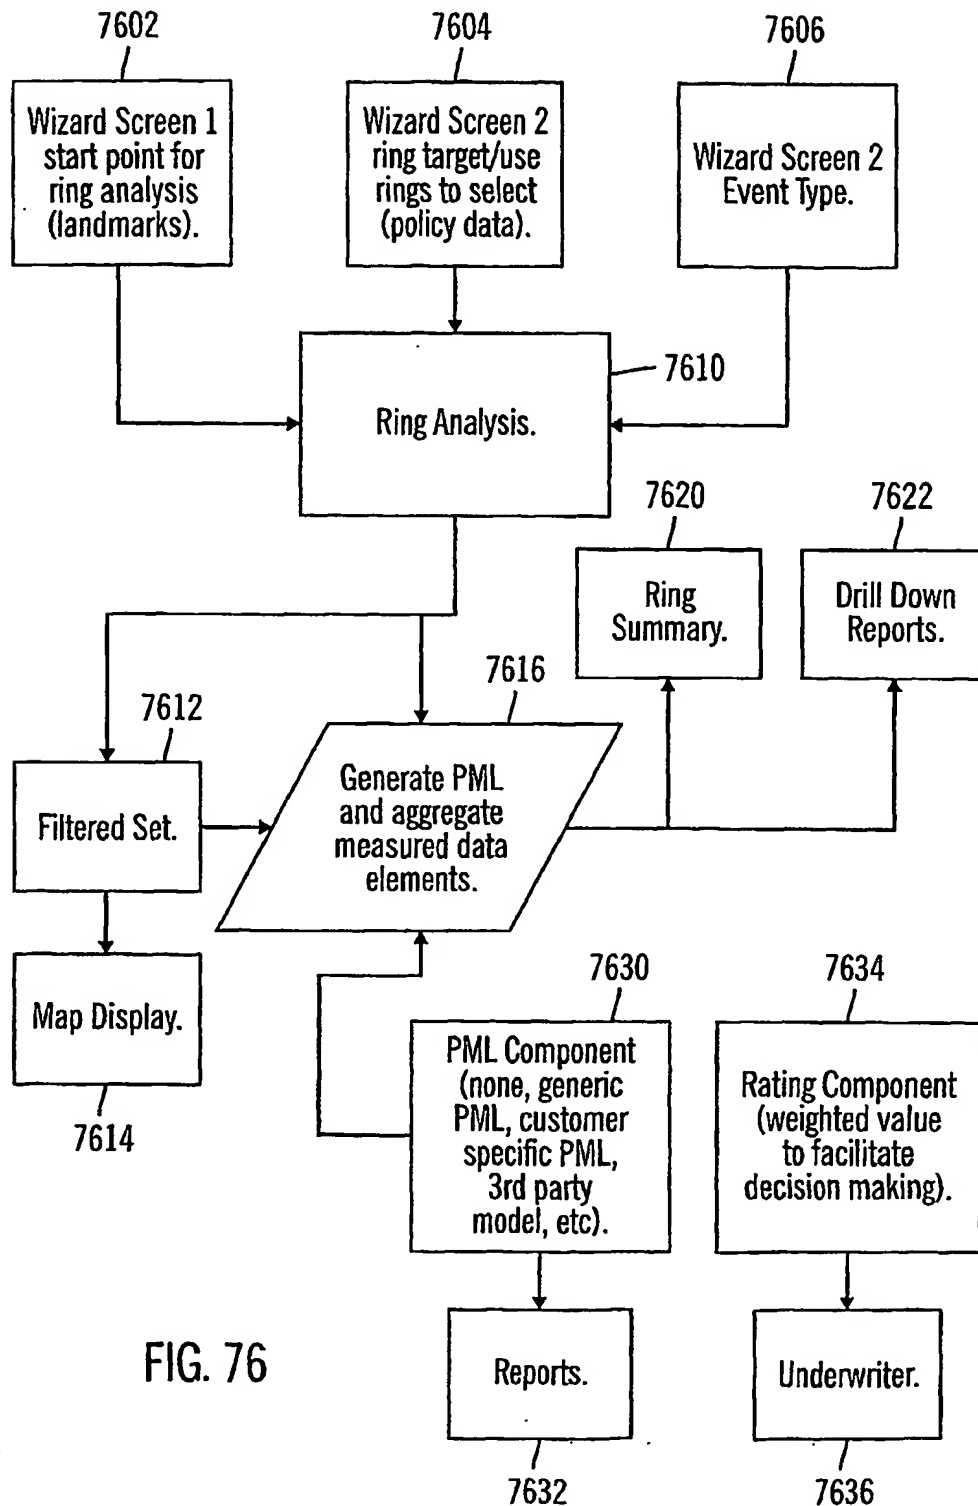 7602
7604
7606
Wizard Screen 1
start point for
ring analysis
(landmarks).
Wizard Screen 2
ring target/use
rings to select
(policy data).
Wizard Screen 2
Event Type.
7610
Ring Analysis.
7620
7622
Ring
Summary.
Drill Down
Reports.
7616
7612
Generate PML
and aggregate
measured data
elements.
Filtered Set.
Map Display.
7614
7630
7634
PML Component
(none, generic
PML, customer
specific PML,
3rd party
model, etc).
Rating Component
(weighted value
to facilitate
decision making).
FIG. 76
Reports.
Underwriter.
7632
7636